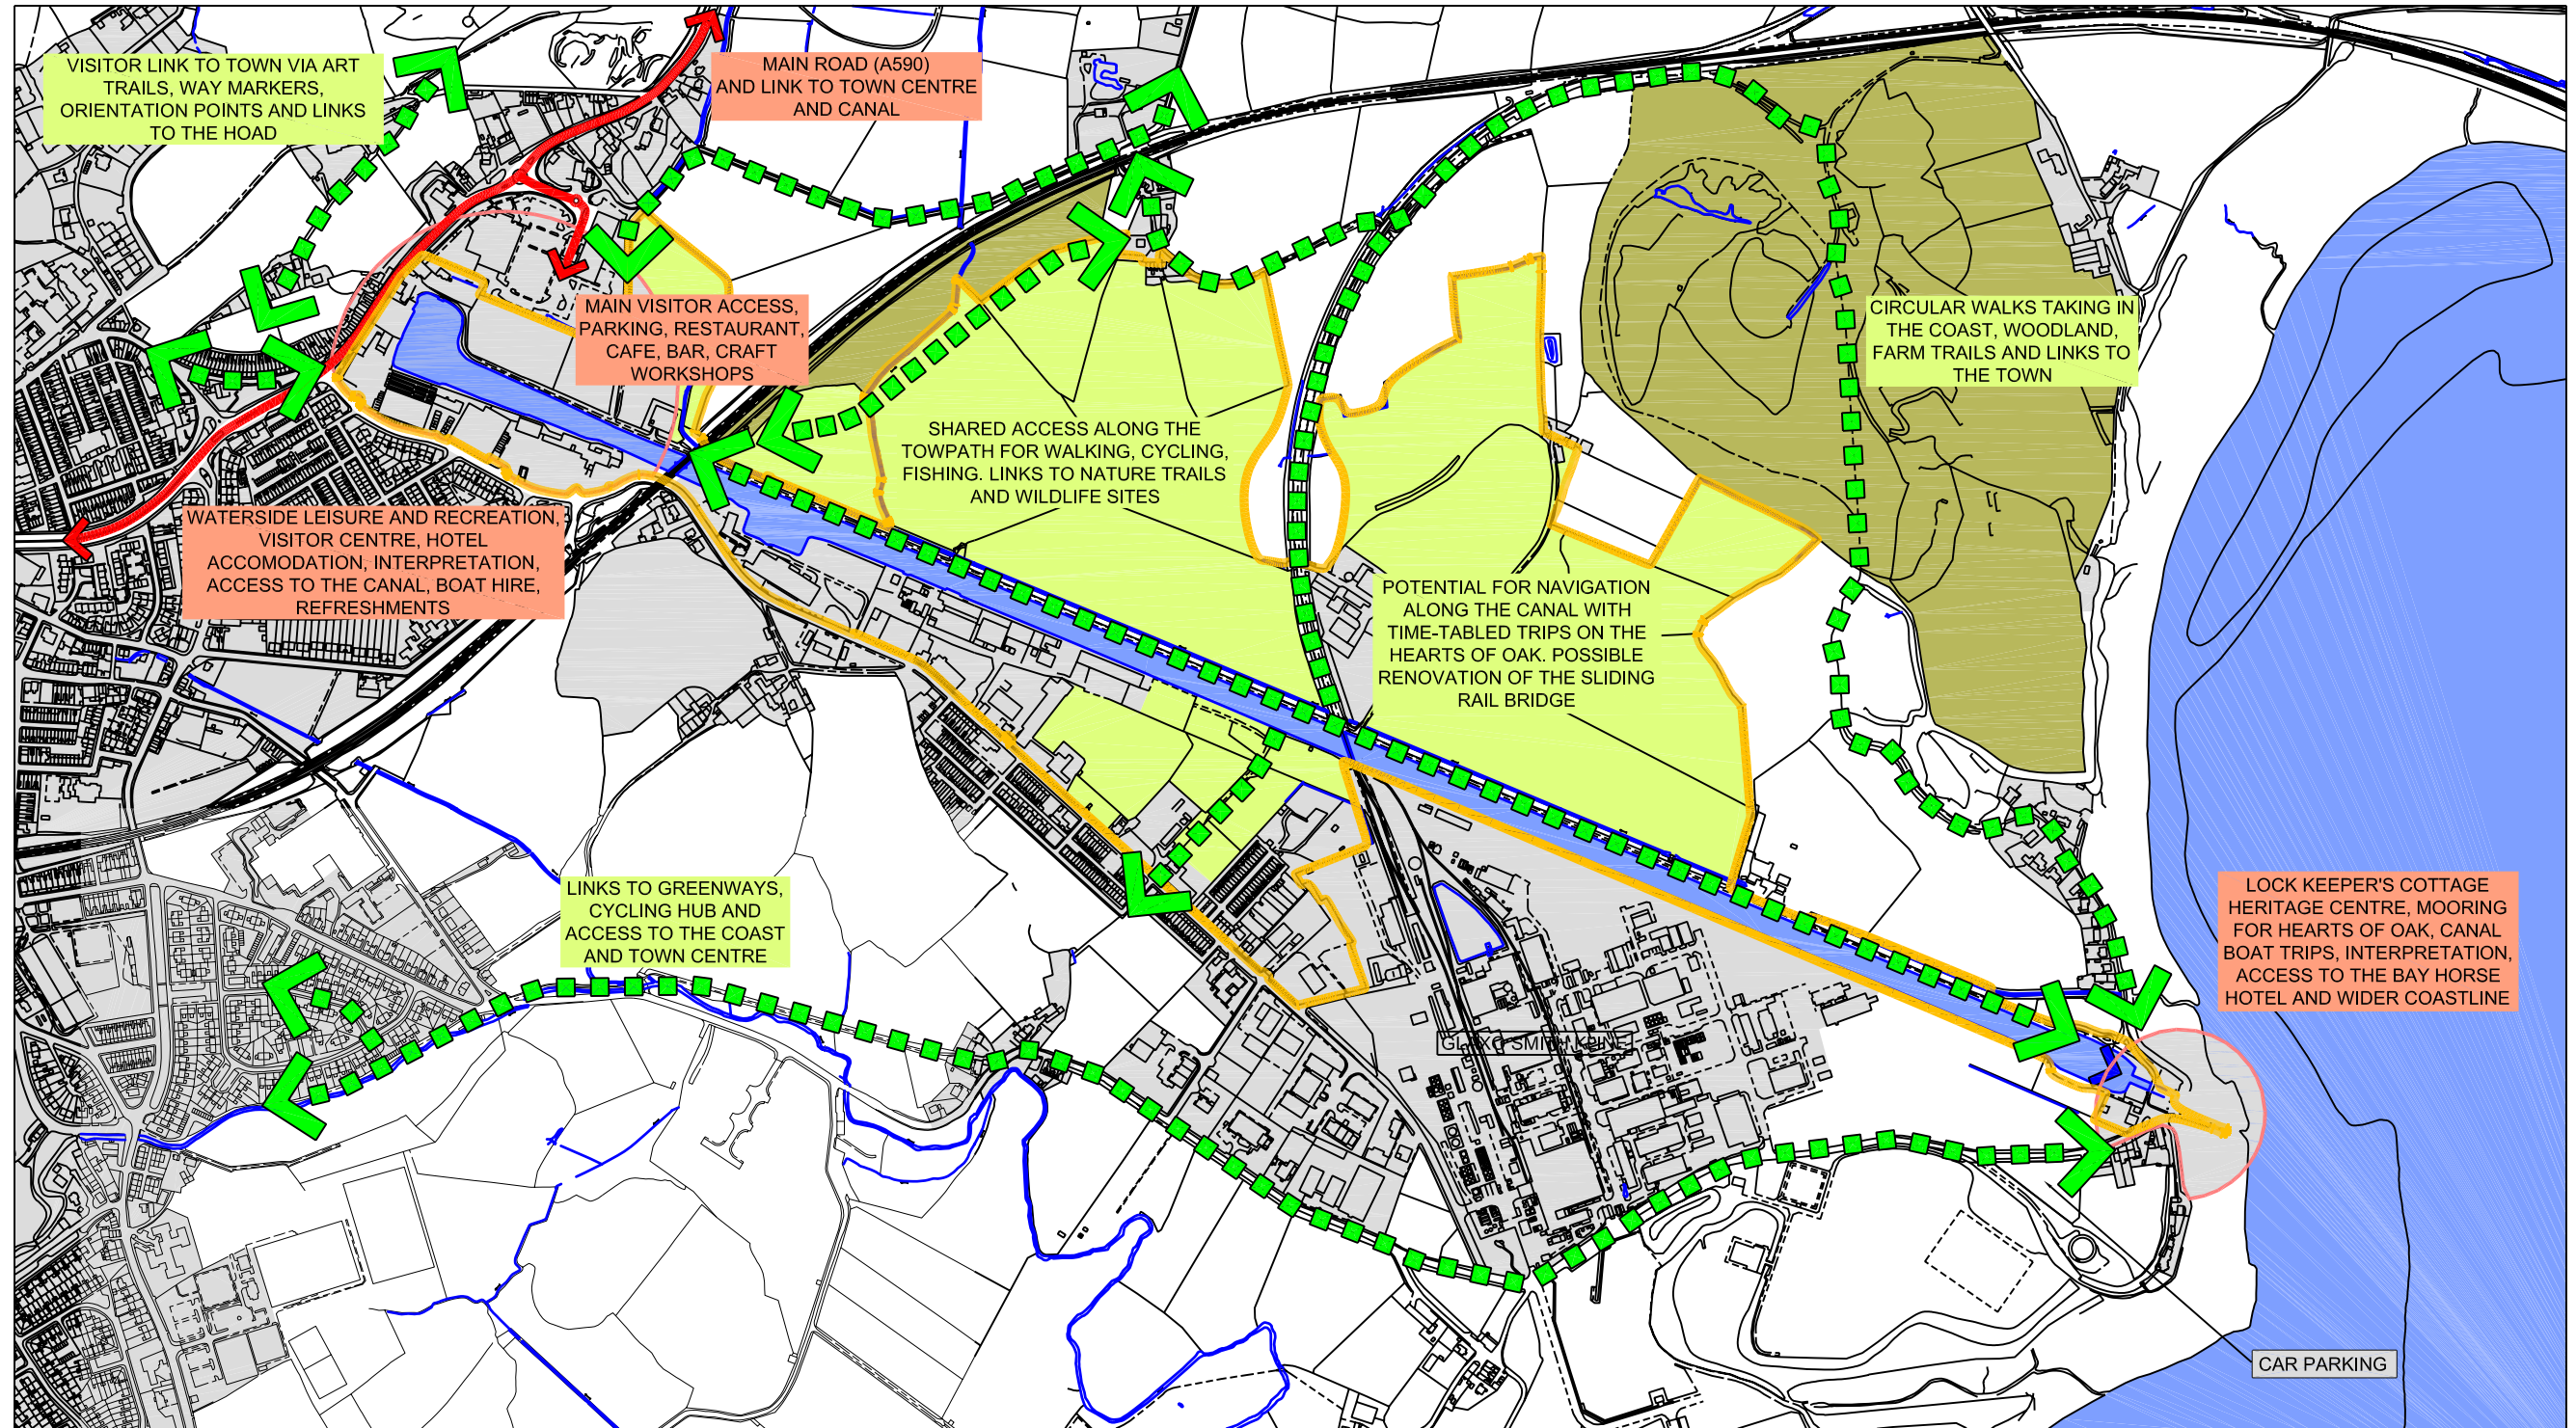 VISITOR LINK TO TOWN VIA ART
TRAILS, WAY MARKERS,
ORIENTATION POINTS AND LINKS
TO THE HOAD
MAIN ROAD (A590)
AND LINK TO TOWN CENTRE
AND CANAL
MAIN VISITOR ACCESS,
PARKING, RESTAURANT,
CAFE, BAR, CRAFT
WORKSHOPS
CIRCULAR WALKS TAKING IN
THE COAST, WOODLAND,
FARM TRAILS AND LINKS TO
THE TOWN
SHARED ACCESS ALONG THE
TOWPATH FOR WALKING, CYCLING,
FISHING. LINKS TO NATURE TRAILS
AND WILDLIFE SITES
WATERSIDE LEISURE AND RECREATION,
VISITOR CENTRE, HOTEL
ACCOMODATION, INTERPRETATION,
ACCESS TO THE CANAL, BOAT HIRE,
REFRESHMENTS
POTENTIAL FOR NAVIGATION
ALONG THE CANAL WITH
TIME-TABLED TRIPS ON THE
HEARTS OF OAK. POSSIBLE
RENOVATION OF THE SLIDING
RAIL BRIDGE
LINKS TO GREENWAYS,
CYCLING HUB AND
ACCESS TO THE COAST
AND TOWN CENTRE
LOCK KEEPER'S COTTAGE
HERITAGE CENTRE, MOORING
FOR HEARTS OF OAK, CANAL
BOAT TRIPS, INTERPRETATION,
ACCESS TO THE BAY HORSE
HOTEL AND WIDER COASTLINE
GLAXO SMITH KLINE
CAR PARKING